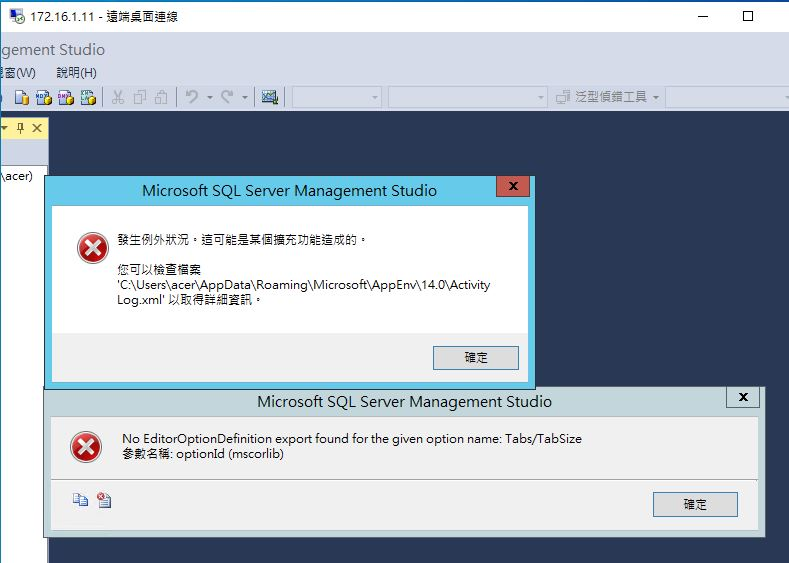 172.16.1.11 - 遠端桌面連線
gement Studio
視窗(W) 說明(H)
泛型偵錯工具
\acer)
Microsoft SQL Server Management Studio
發生例外狀況。這可能是某個擴充功能造成的。
您可以檢查檔案
'C:\Users\acer\AppData\Roaming\Microsoft\AppEnv\14.0\Activity
Log.xml' 以取得詳細資訊。
確定
Microsoft SQL Server Management Studio
No EditorOptionDefinition export found for the given option name: Tabs/TabSize
參數名稱: optionId (mscorlib)
確定